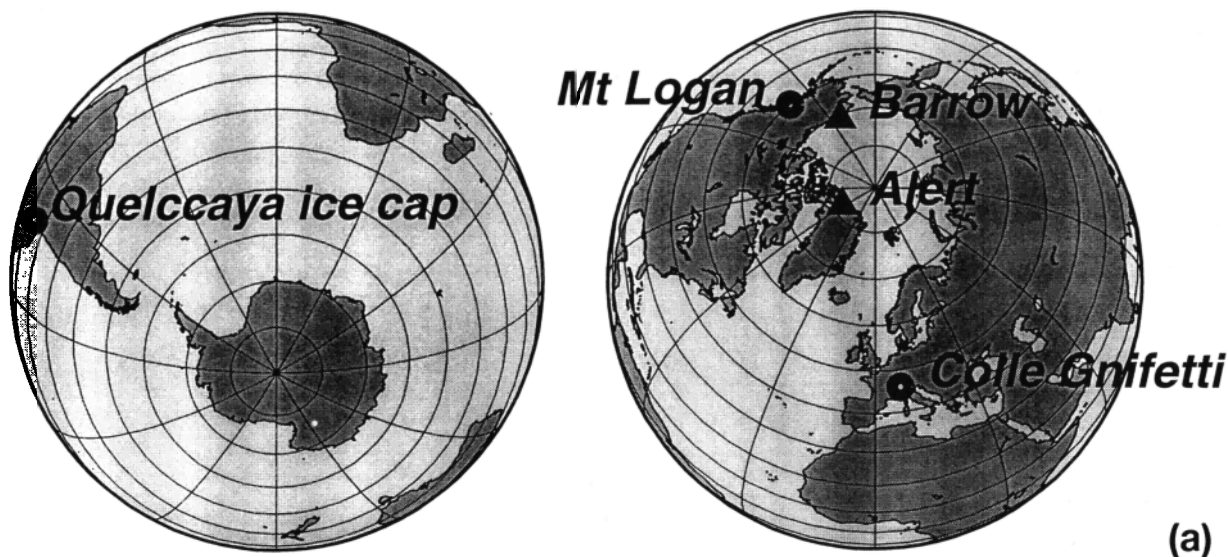 Mt Logan
Barrow
Quelccaya ice cap
Alert
Colle Gnifetti
(a)